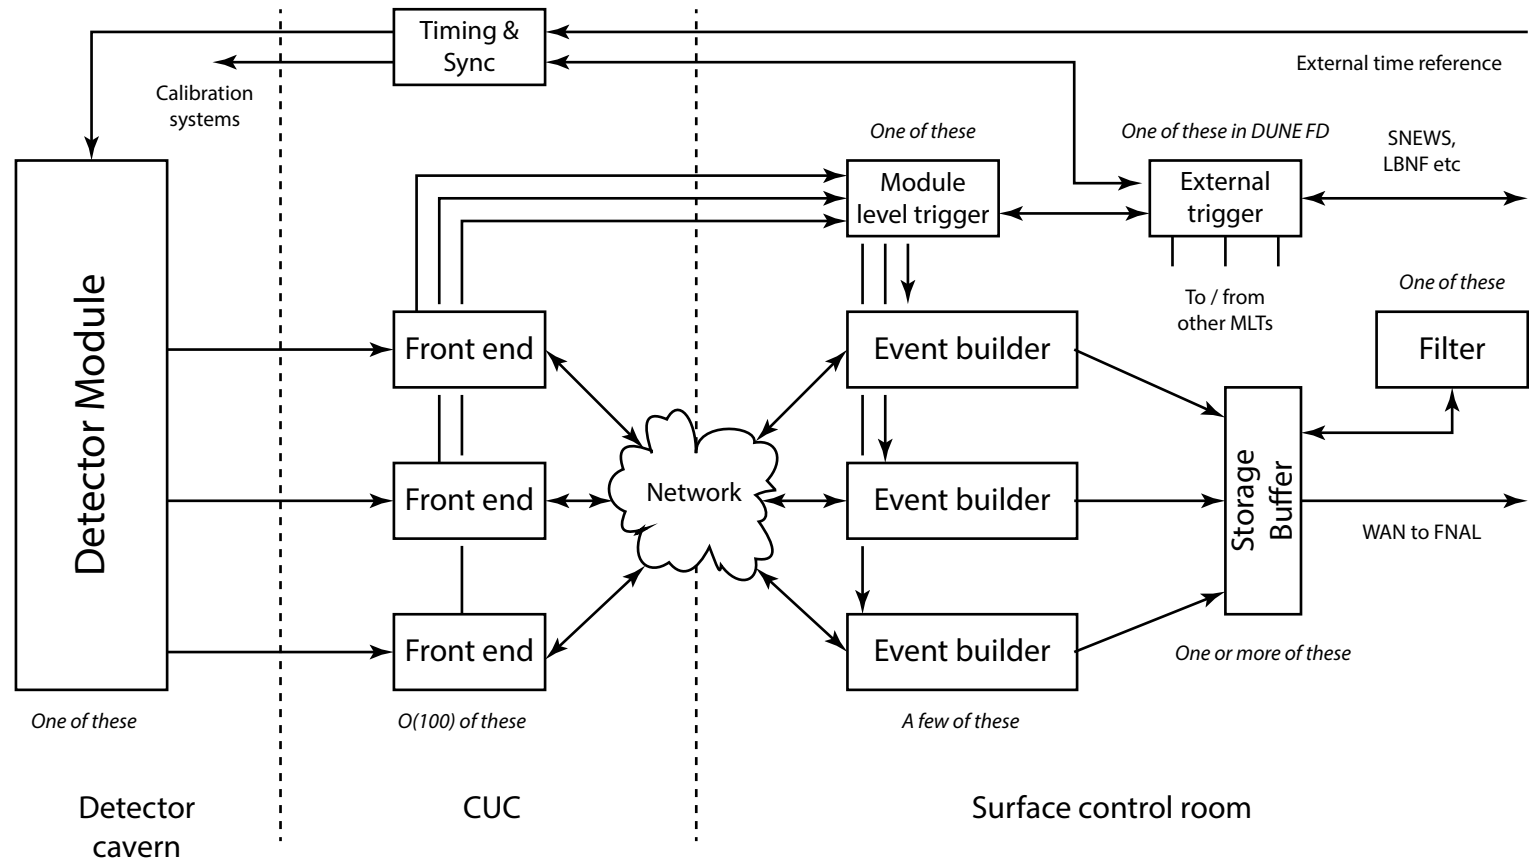 Timing &
Sync
External time reference
Calibration
systems
One of these
One of these in DUNE FD
SNEWS,
LBNF etc
Module
level trigger
External
trigger
To / from
other MLTs
One of these
Detector Module
Front end
Event builder
Filter
Front end
Network
Event builder
Storage
Buffer
WAN to FNAL
Front end
Event builder
One or more of these
One of these
O(100) of these
A few of these
Detector
cavern
CUC
Surface control room